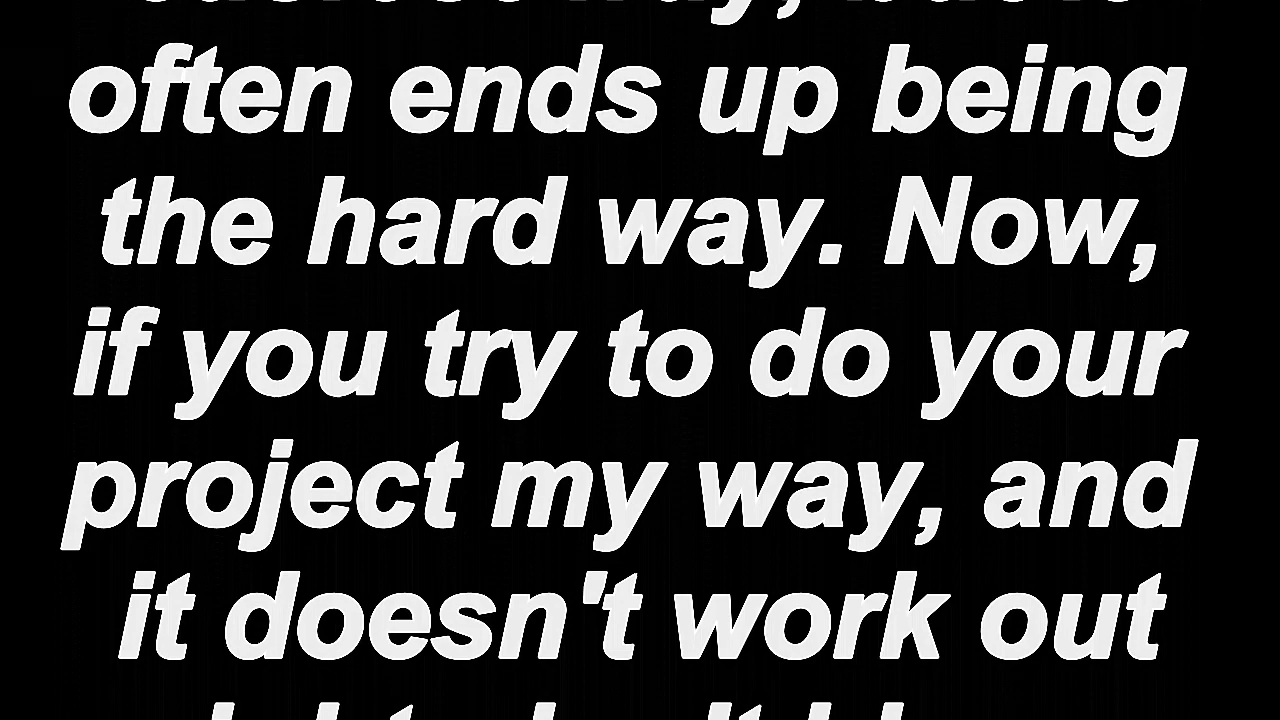 often ends up being
the hard way. Now,
if you try to do your
project my way, and
it doesn't work out